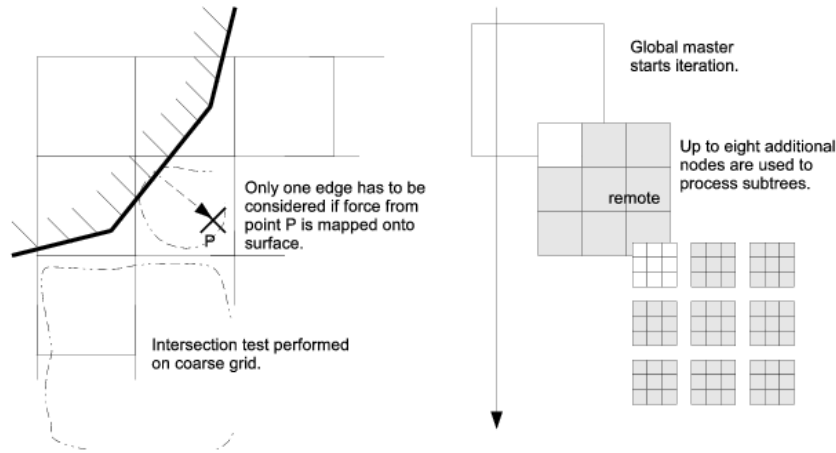 Only one edge has to be
considered if force from
point P is mapped onto
surface.
P
Intersection test performed
on coarse grid.
Global master
starts iteration.
Up to eight additional
nodes are used to
process subtrees.
remote